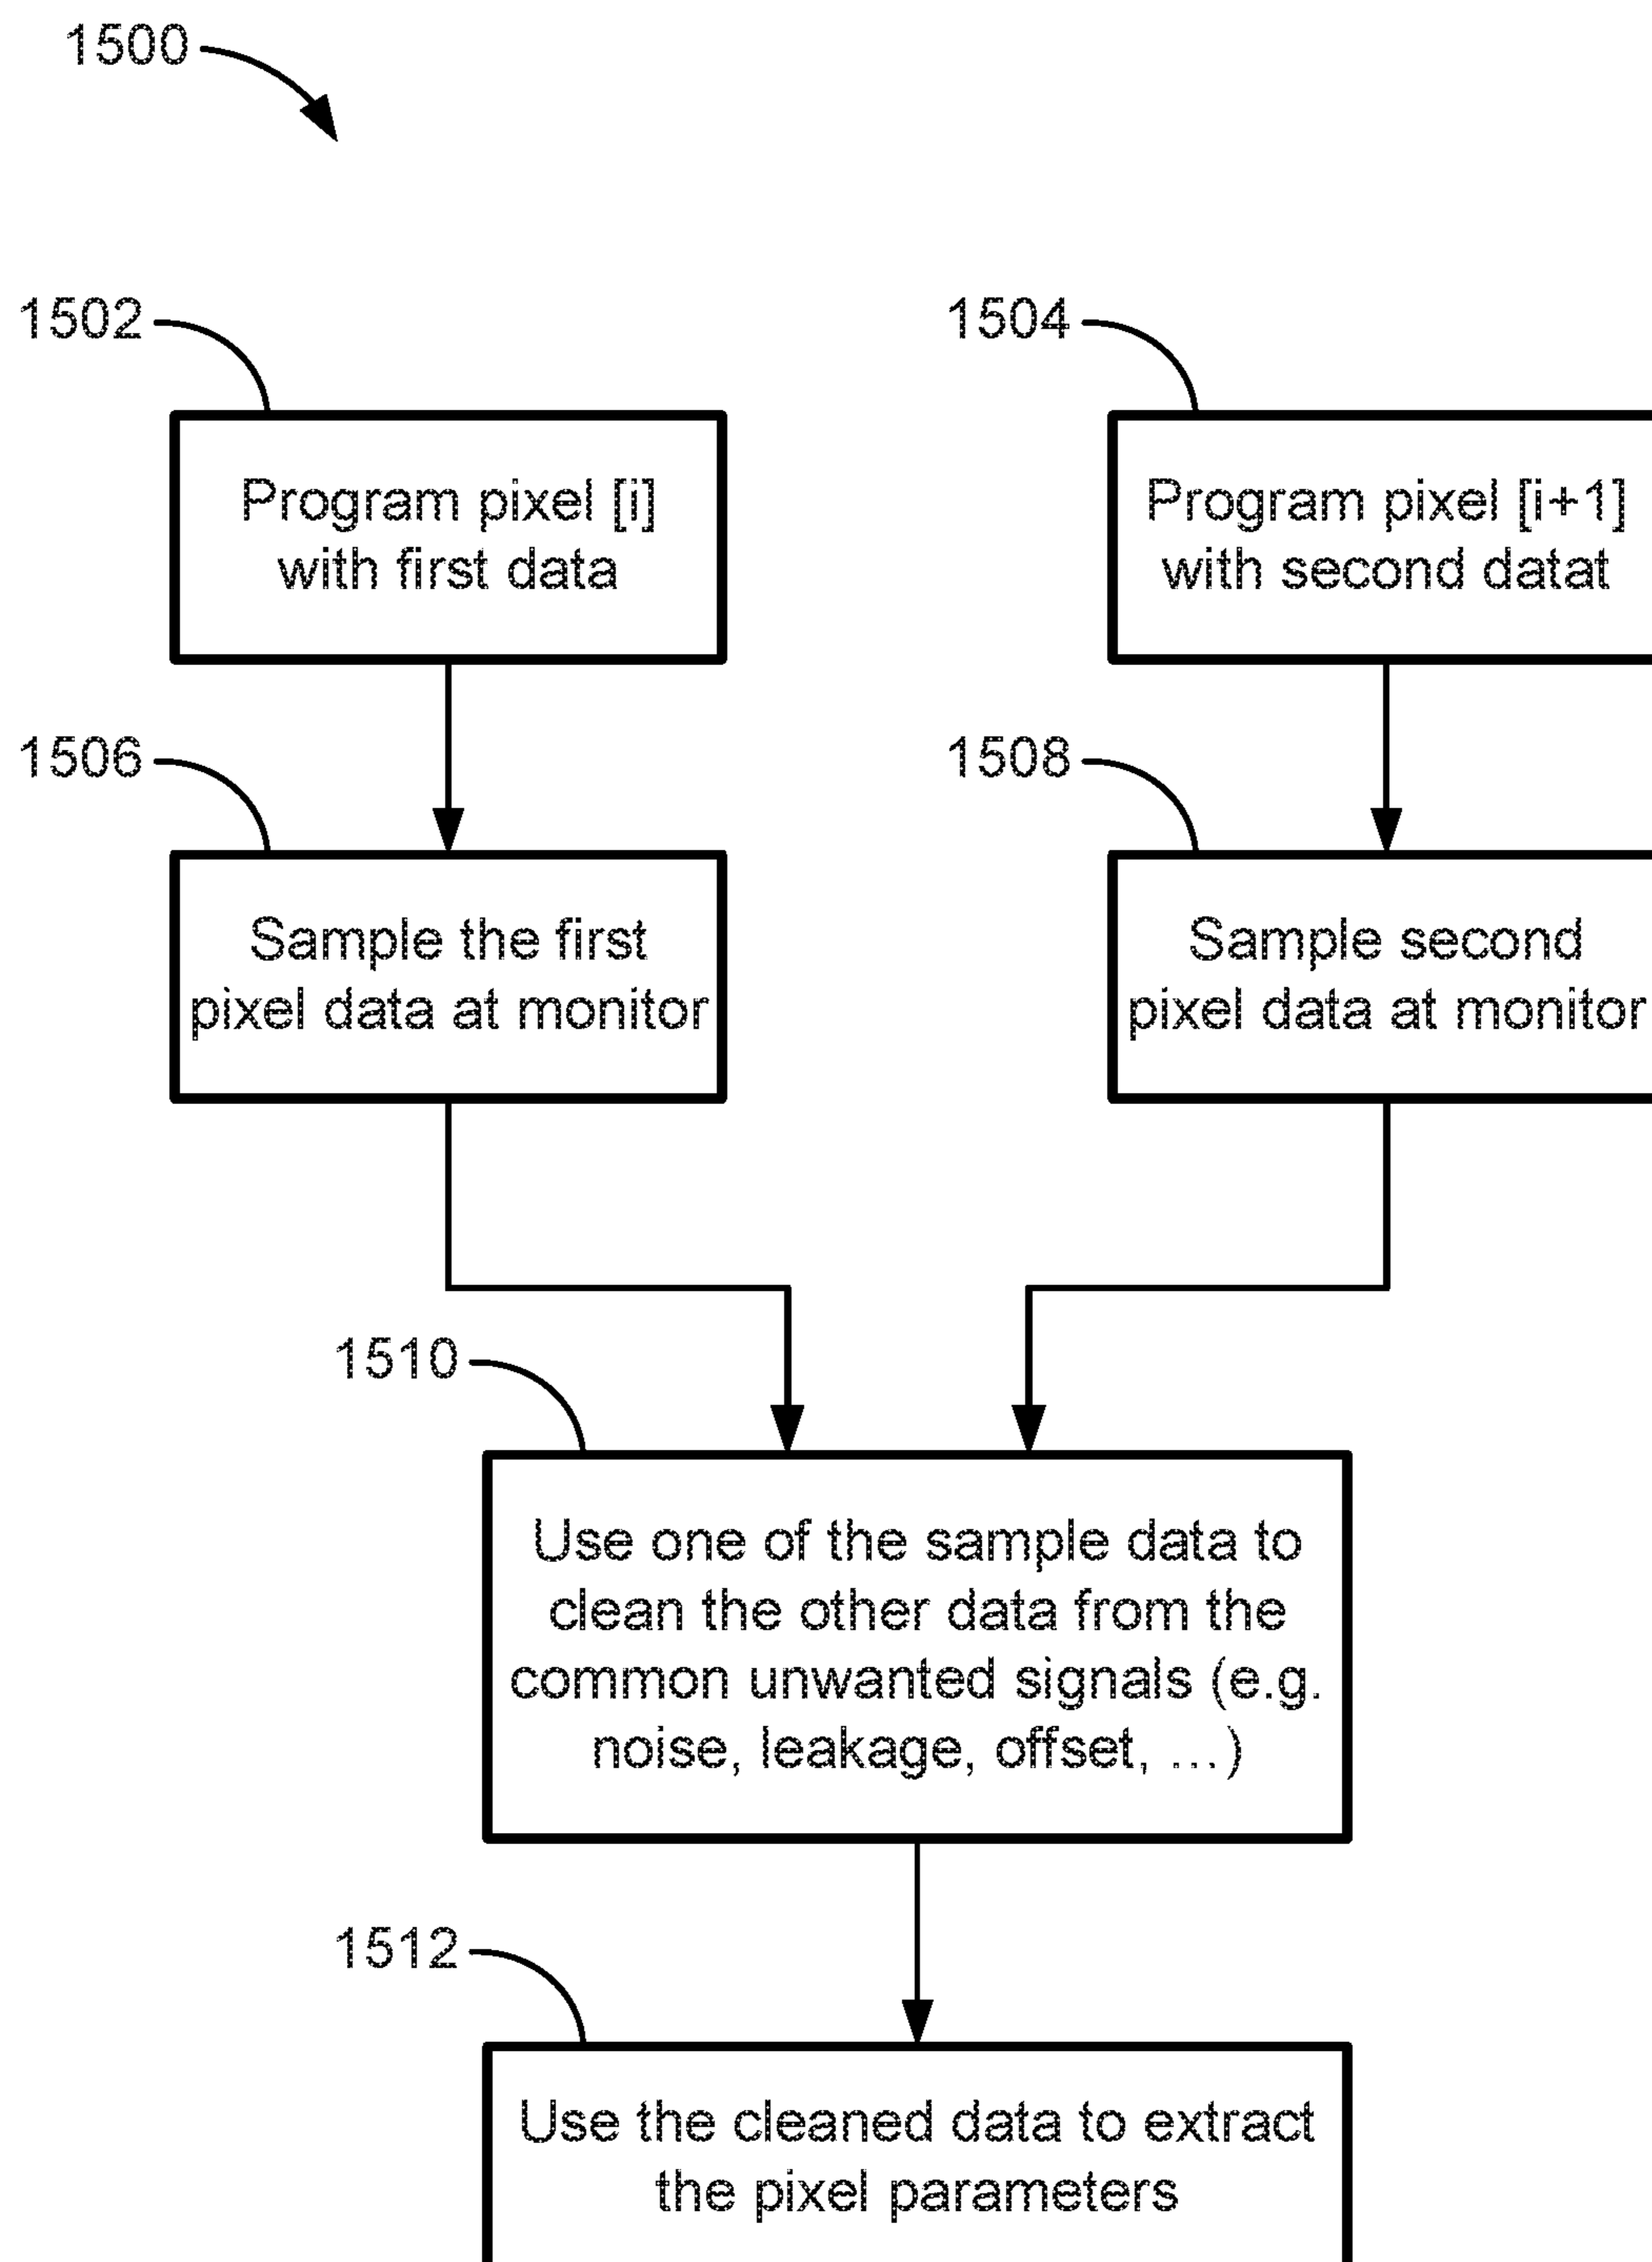 1500
1502
1504
Program pixel [i]
with first data
Program pixel [i+1]
with second datat
1506
1508
Sample the first
pixel data at monitor
Sample second
pixel data at monitor
1510
Use one of the sample data to
clean the other data from the
common unwanted signals (e.g.
noise, leakage, offset, ...)
1512
Use the cleaned data to extract
the pixel parameters